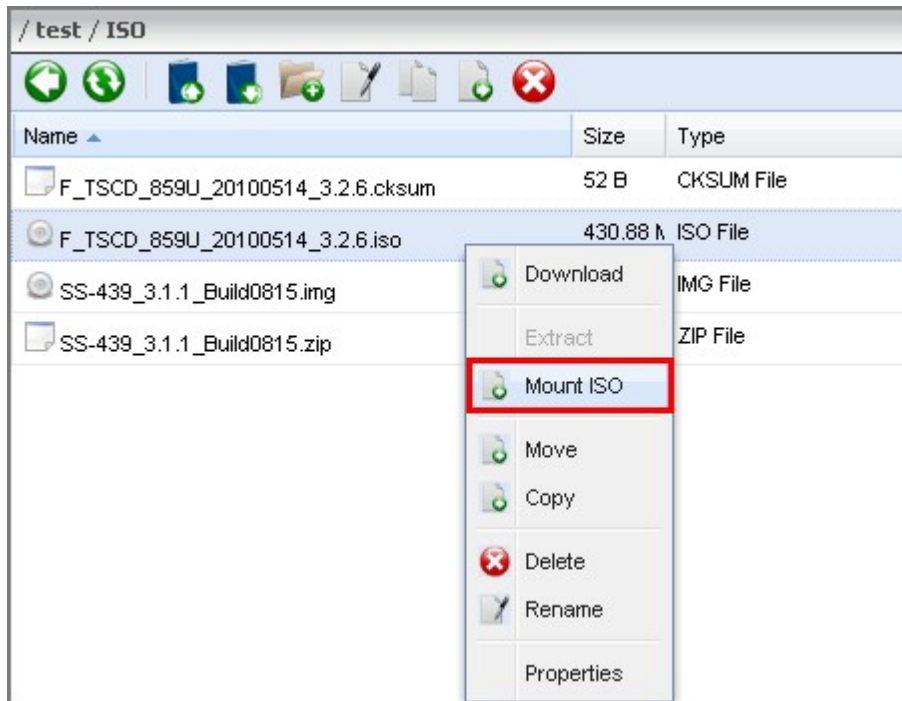 / test / ISO
Name Size Type
F_TSCD_859U_20100514_3.2.6.cksum 52 B CKSUM File
F_TSCD_859U_20100514_3.2.6.iso 430.88 ISO File
SS-439_3.1.1_Build0815.img IMG File
SS-439_3.1.1_Build0815.zip ZIP File
Download
Extract
Mount ISO
Move
Copy
Delete
Rename
Properties